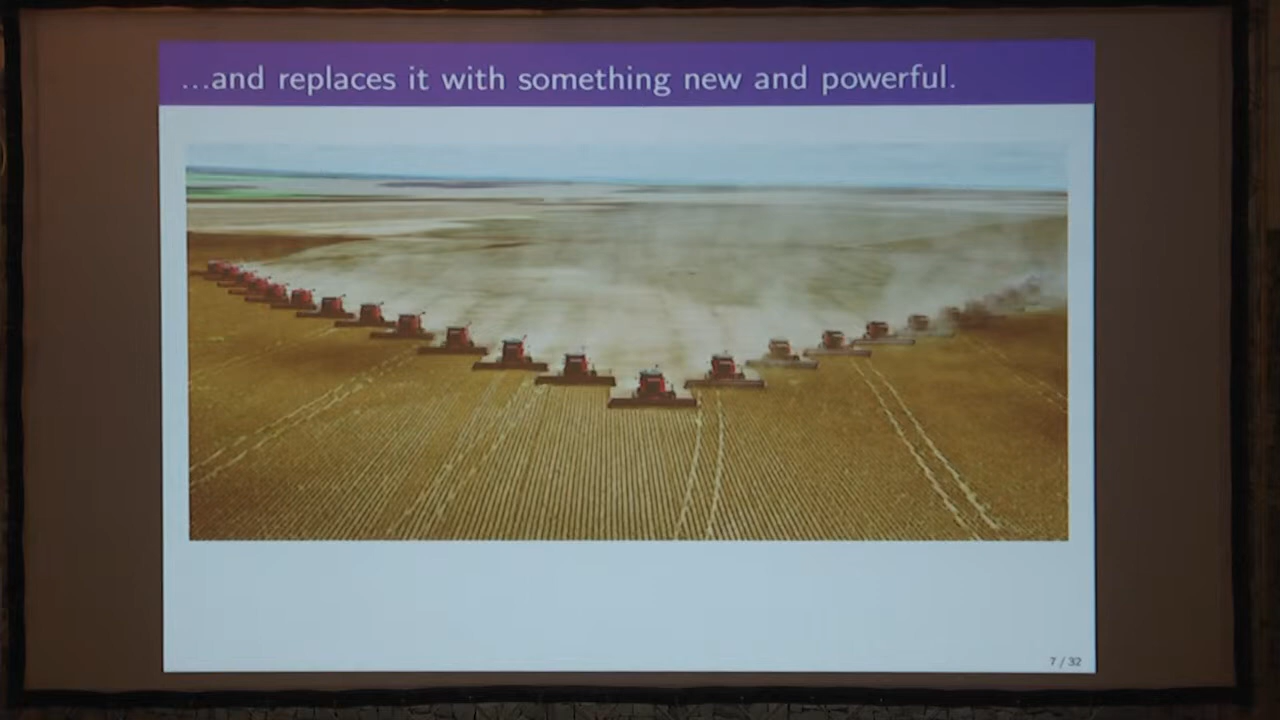 ...and replaces it with something new and powerful.
7 / 32